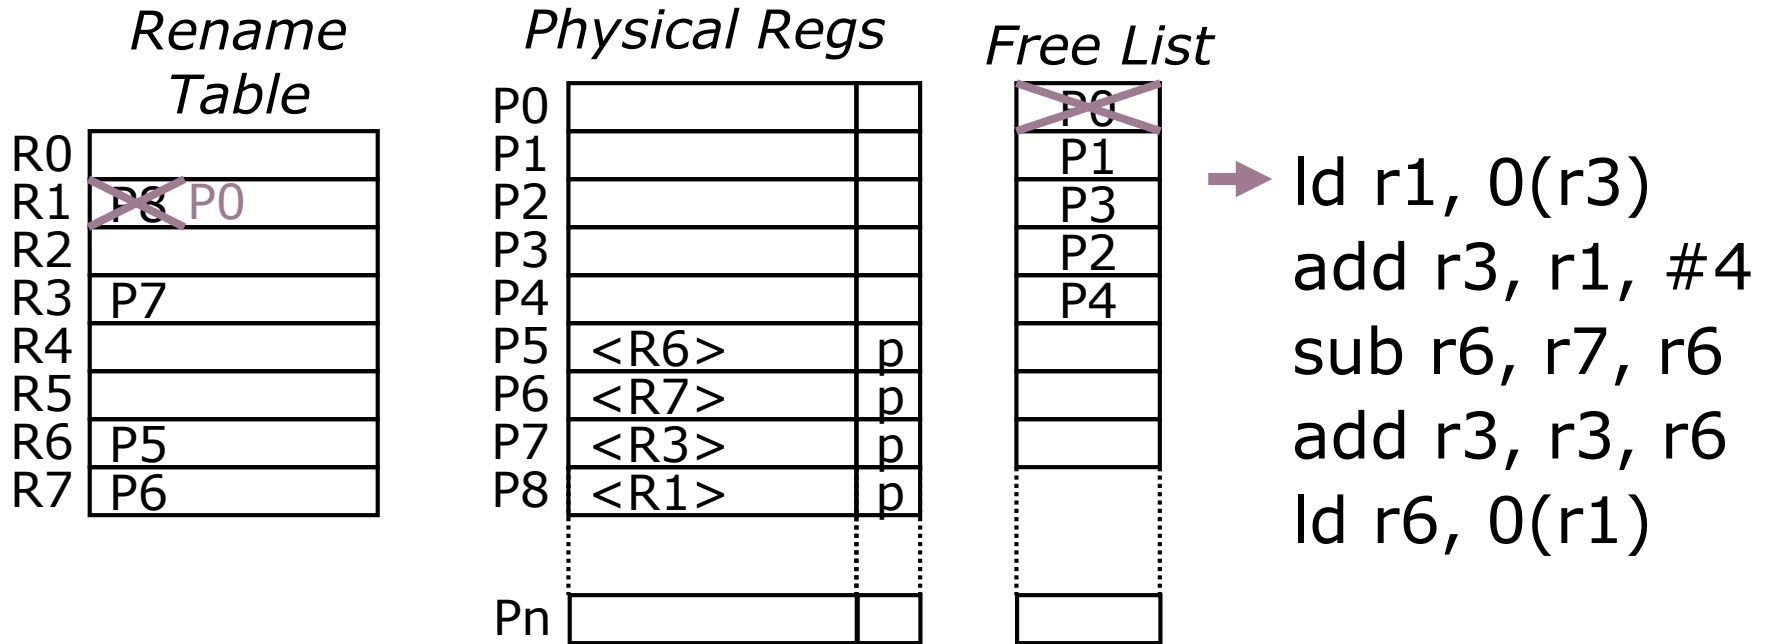 Rename
Table
R0
R1 P8 P0
R2
R3 P7
R4
R5
R6 P5
R7 P6
Physical Regs
P0
P1
P2
P3
P4
P5 <R6> p
P6 <R7> p
P7 <R3> p
P8 <R1> p
Pn
Free List
P0
P1
P3
P2
P4
ld r1, 0(r3)
add r3, r1, #4
sub r6, r7, r6
add r3, r3, r6
ld r6, 0(r1)